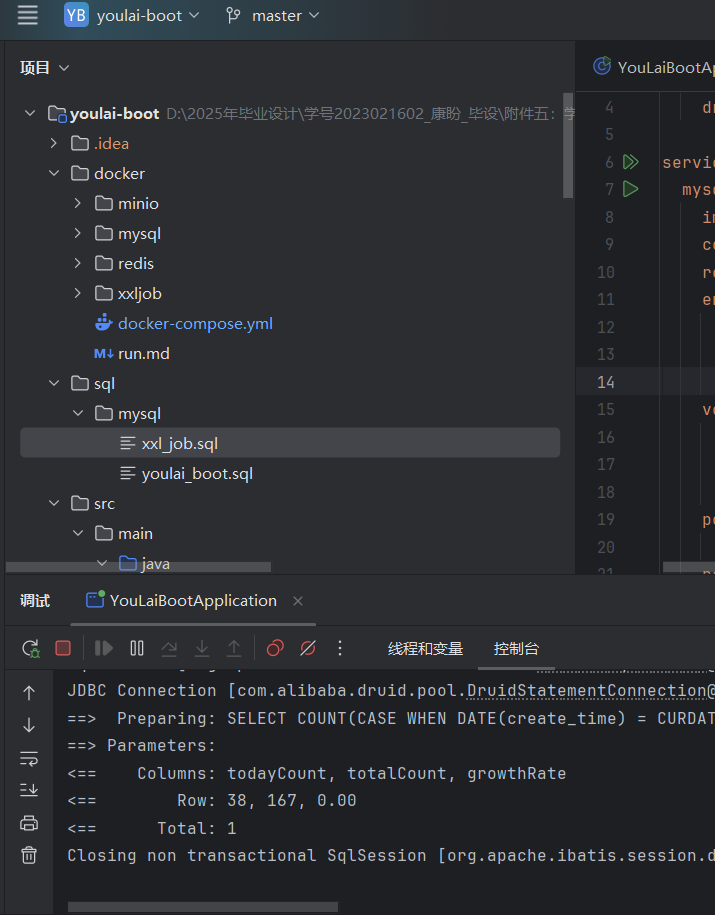 YB youlai-boot master
项目
YouLaiBootAp
youlai-boot D:\2025年毕业设计\学号2023021602_康盼_毕设\附件五：学
.idea
docker
minio
mysql
redis
xxljob
docker-compose.yml
M↓ run.md
sql
mysql
xxl_job.sql
youlai_boot.sql
src
main
java
4 dr
5
6 servic
7 mysq
8 in
9 co
10 re
11 en
12
13
14
15 vo
16
17
18
19 po
20
21
调试 YouLaiBootApplication
线程和变量 控制台
JDBC Connection [com.alibaba.druid.pool.DruidStatementConnection@
==> Preparing: SELECT COUNT(CASE WHEN DATE(create_time) = CURDAT
==> Parameters:
<== Columns: todayCount, totalCount, growthRate
<== Row: 38, 167, 0.00
<== Total: 1
Closing non transactional SqlSession [org.apache.ibatis.session.d